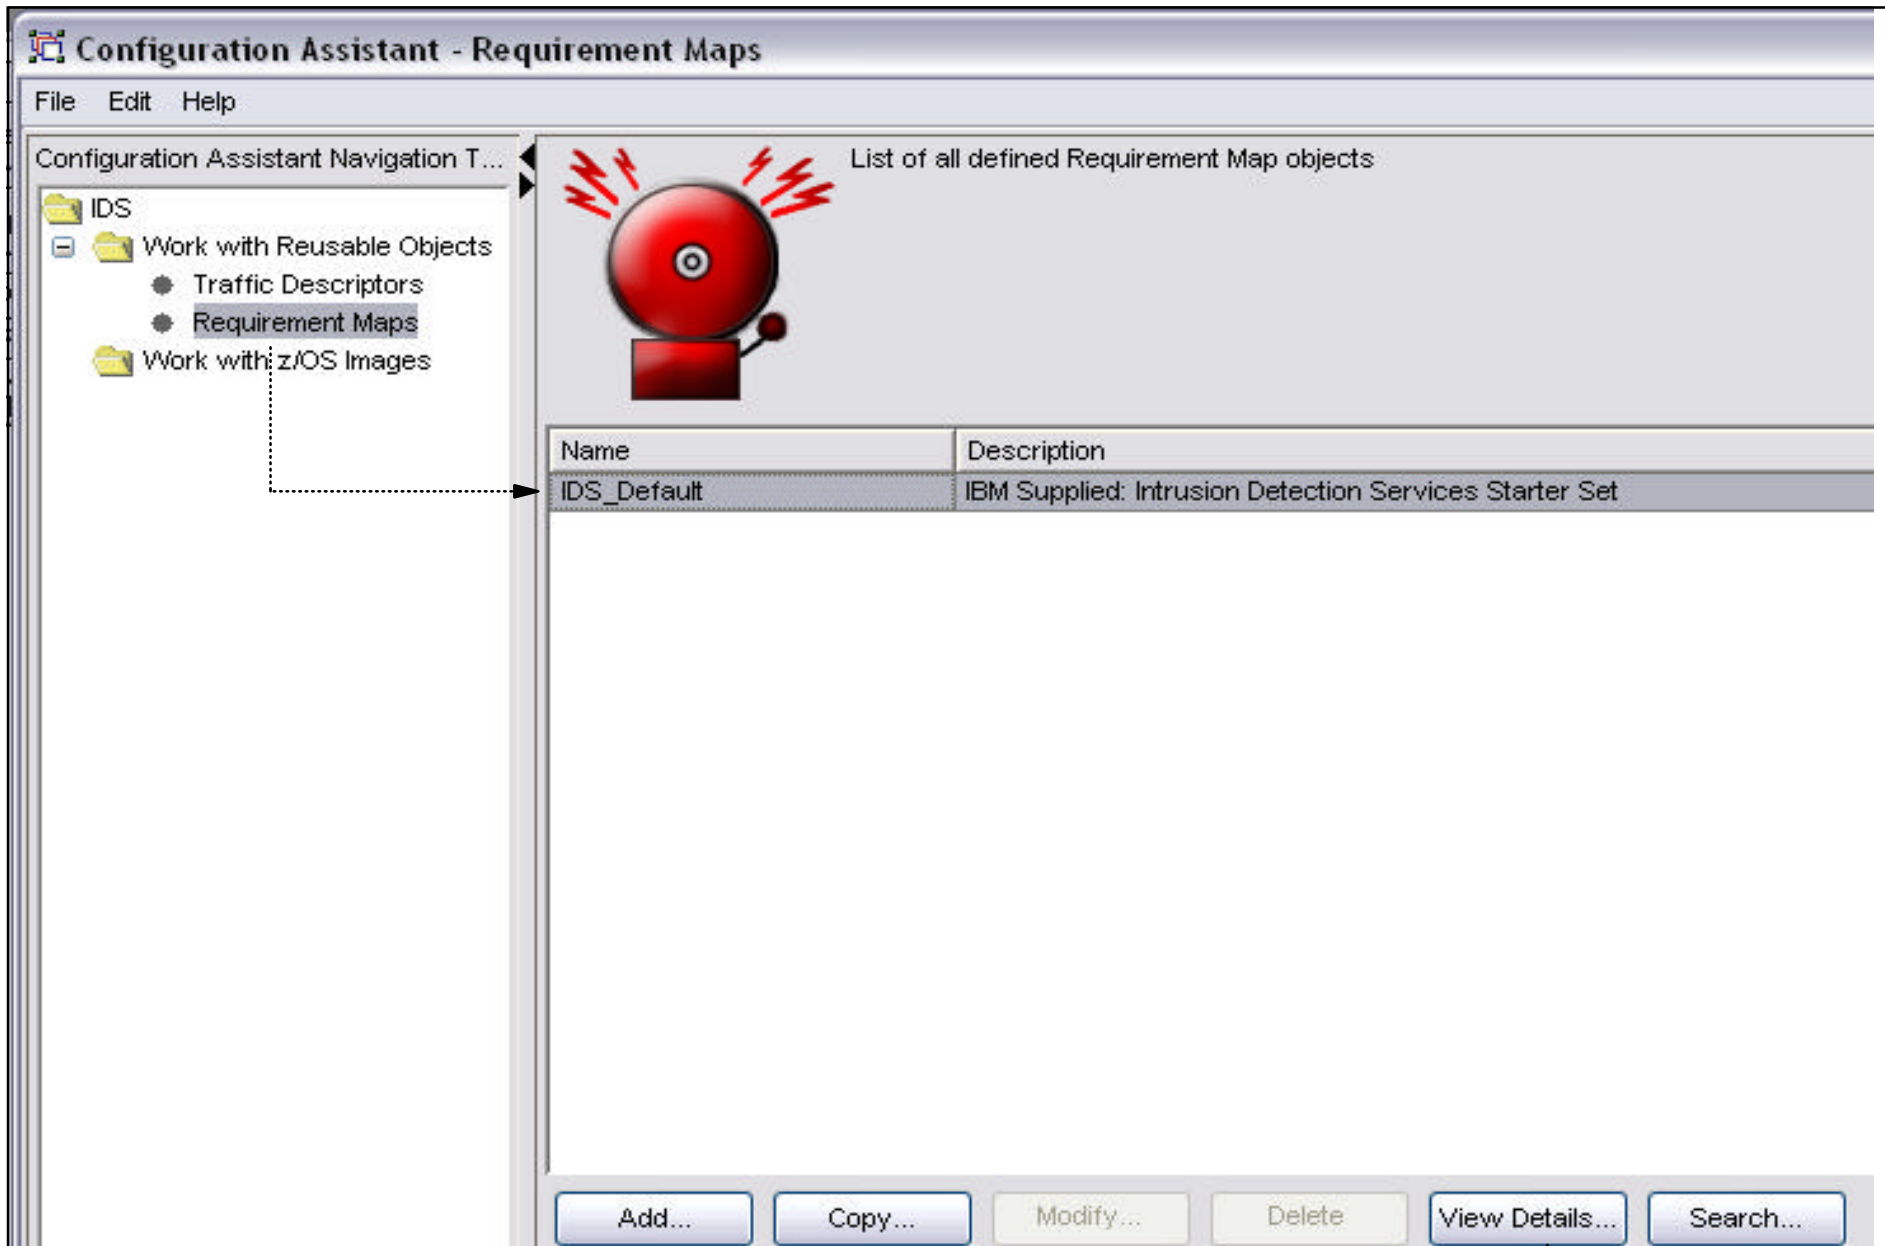 Configuration Assistant - Requirement Maps
File Edit Help
Configuration Assistant Navigation T...
IDS
Work with Reusable Objects
Traffic Descriptors
Requirement Maps
Work with z/OS Images
List of all defined Requirement Map objects
Name Description
IDS_Default IBM Supplied: Intrusion Detection Services Starter Set
Add... Copy... Modify... Delete View Details... Search...